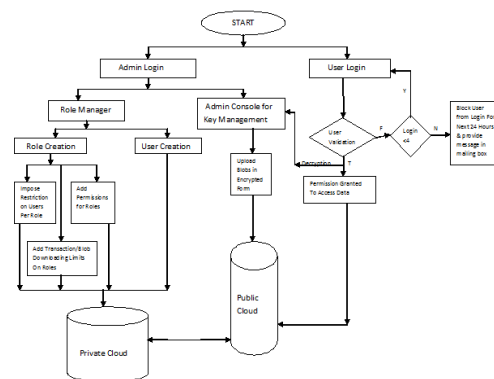 START
Admin Login
User Login
Role Manager
Admin Console for
Key Management
Y
Block User
from Login For
Next 24 Hours
& provide
message in
mailing box
User
Validation
F
Login
<4
N
Role Creation
User Creation
Decryption
T
Impose
Restriction
on Users
Per Role
Add
Permissions
for Roles
Upload
Blobs in
Encrypted
Form
Permission Granted
To Access Data
Add Transaction/Blob
Downloading Limits
On Roles
Public
Cloud
Private Cloud